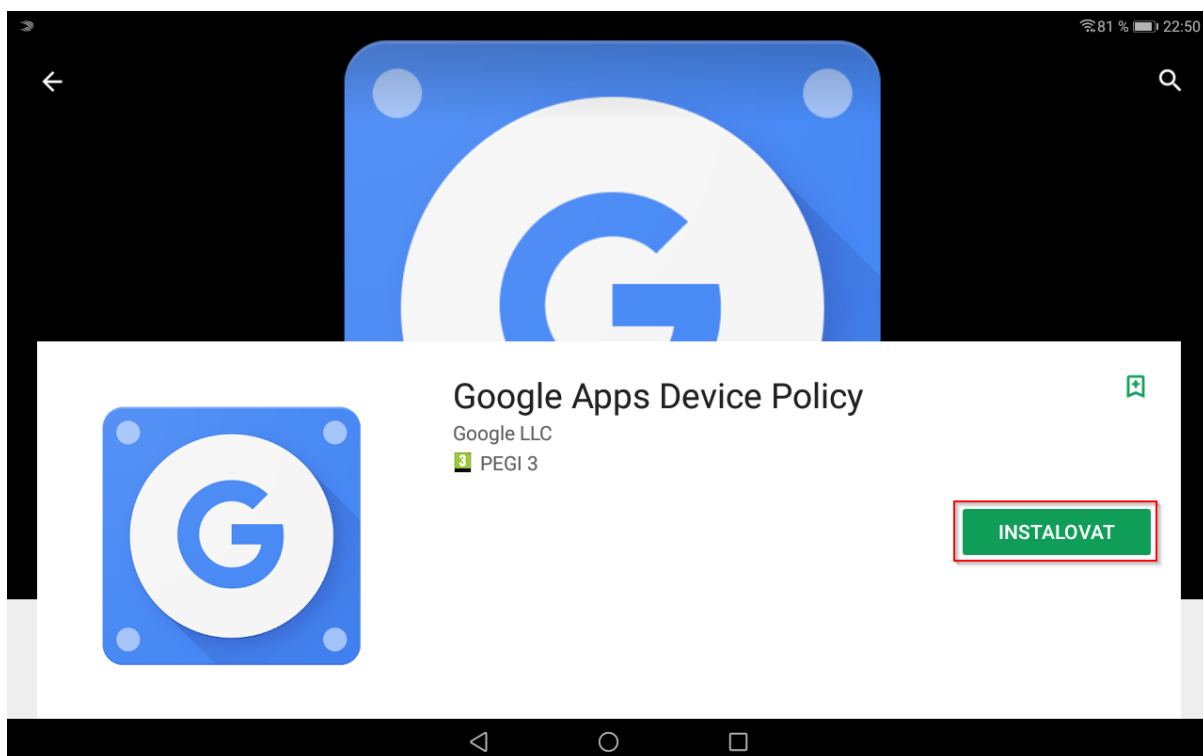 81 % 22:50
Google Apps Device Policy
Google LLC
3 PEGI 3
INSTALOVAT